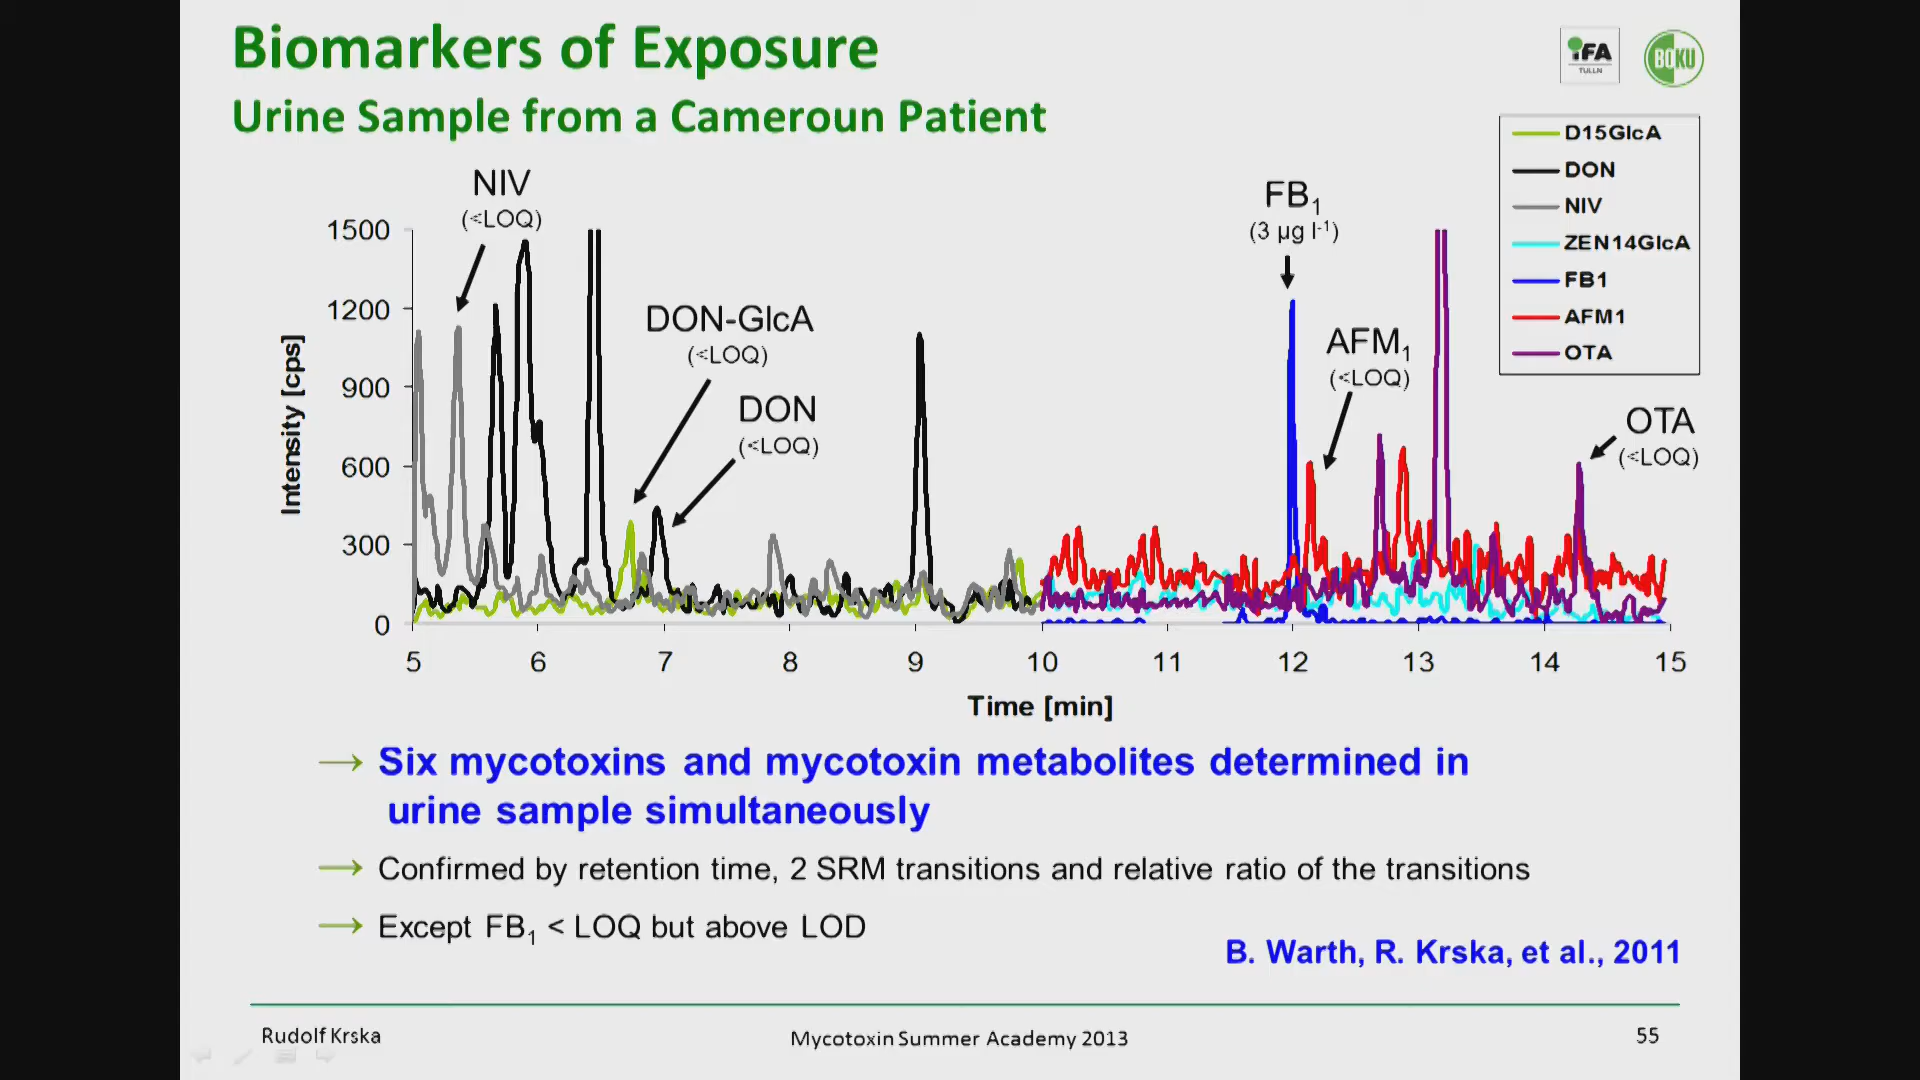 Biomarkers of Exposure
Urine Sample from a Cameroun Patient
iFA
TULLN
BOKU
D15GlcA
DON
NIV
ZEN14GlcA
FB1
AFM1
OTA
NIV
(<LOQ)
FB1
(3 µg l-1)
DON-GlcA
(<LOQ)
AFM1
(<LOQ)
DON
(<LOQ)
OTA
(<LOQ)
Intensity [cps]
1500
1200
900
600
300
0
5 6 7 8 9 10 11 12 13 14 15
Time [min]
→ Six mycotoxins and mycotoxin metabolites determined in
urine sample simultaneously
→ Confirmed by retention time, 2 SRM transitions and relative ratio of the transitions
→ Except FB1 < LOQ but above LOD
B. Warth, R. Krska, et al., 2011
Rudolf Krska
Mycotoxin Summer Academy 2013
55